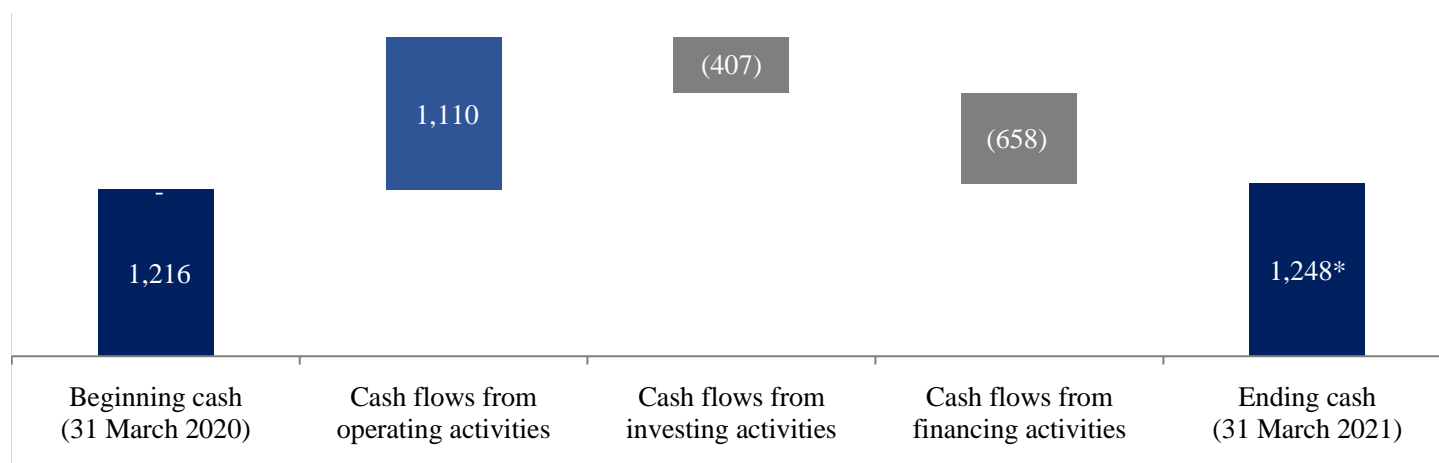 (407)
1,110
(658)
-
1,216
1,248*
Beginning cash
(31 March 2020)
Cash flows from
operating activities
Cash flows from
investing activities
Cash flows from
financing activities
Ending cash
(31 March 2021)